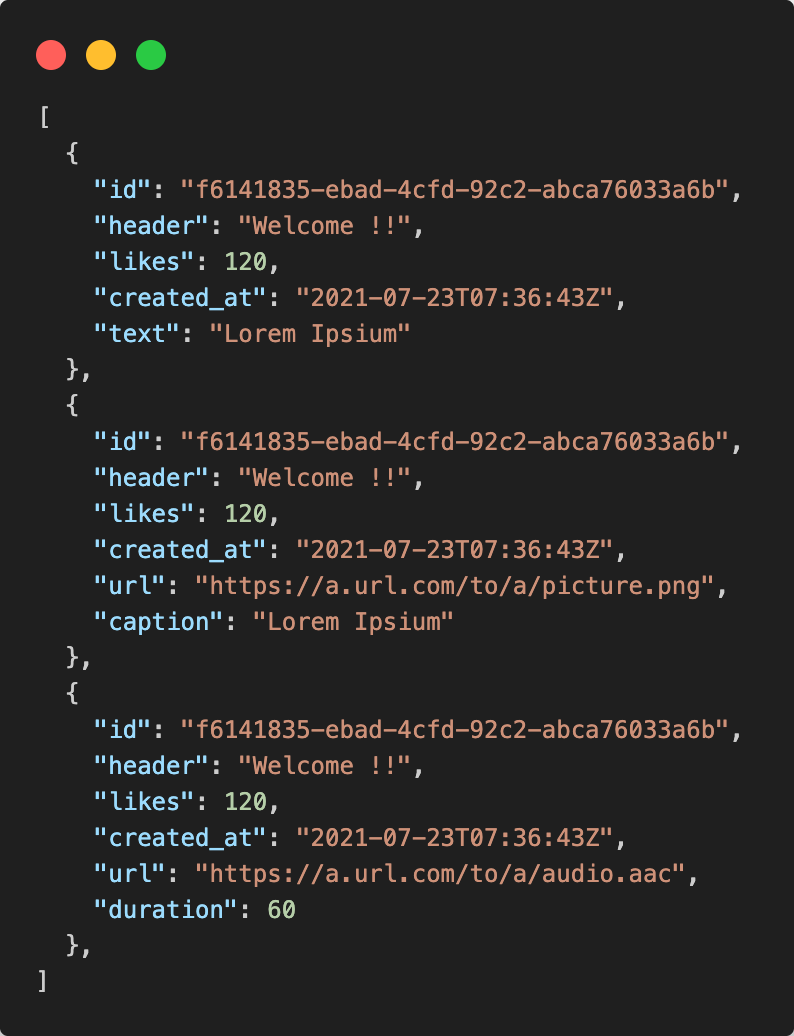 [
  {
    "id": "f6141835-ebad-4cfd-92c2-abca76033a6b",
    "header": "Welcome !!",
    "likes": 120,
    "created_at": "2021-07-23T07:36:43Z",
    "text": "Lorem Ipsium"
  },
  {
    "id": "f6141835-ebad-4cfd-92c2-abca76033a6b",
    "header": "Welcome !!",
    "likes": 120,
    "created_at": "2021-07-23T07:36:43Z",
    "url": "https://a.url.com/to/a/picture.png",
    "caption": "Lorem Ipsium"
  },
  {
    "id": "f6141835-ebad-4cfd-92c2-abca76033a6b",
    "header": "Welcome !!",
    "likes": 120,
    "created_at": "2021-07-23T07:36:43Z",
    "url": "https://a.url.com/to/a/audio.aac",
    "duration": 60
  },
]